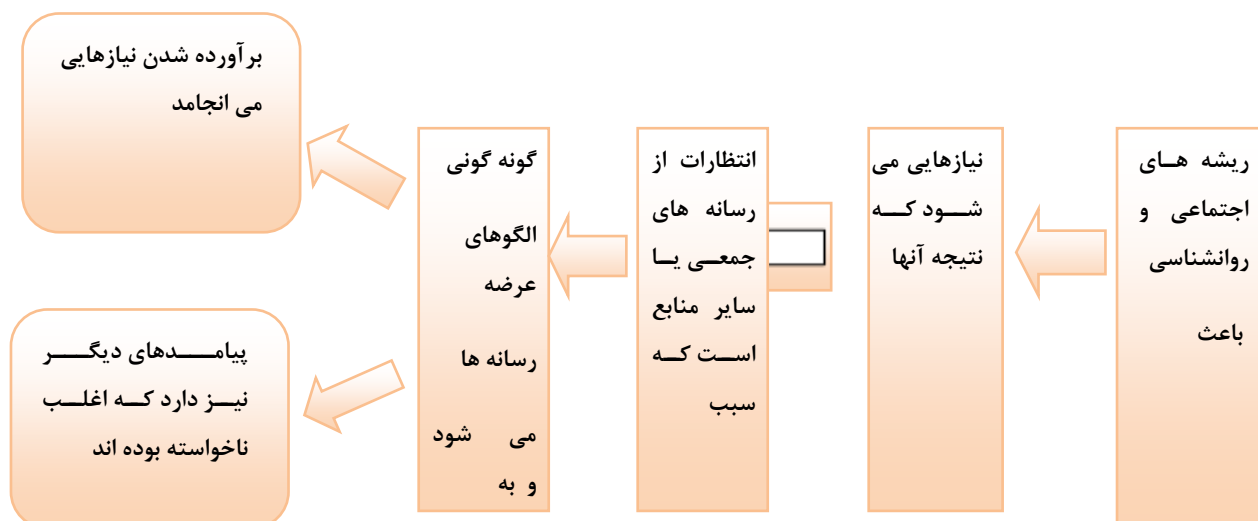 ریشه های
اجتماعی و
روانشناسی
باعث
نیازهایی می
شود که
نتیجه آنها
انتظارات از
رسانه های
جمعی یا
سایر منابع
است که
سبب
گونه گونی
الگوهای
عرضه
رسانه ها
می شود
و به
برآورده شدن نیازهایی
می انجامد
پیامدهای دیگر
نیز دارد که اغلب
ناخواسته بوده اند